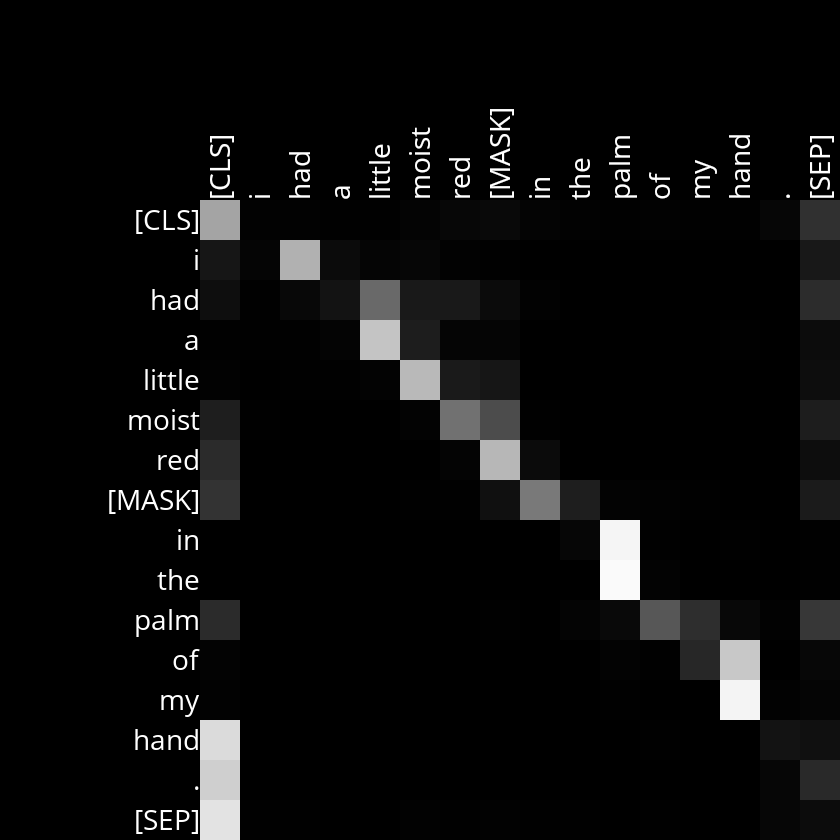 [CLS] i had a little moist red [MASK] in the palm of my hand . [SEP]
[CLS]
i
had
a
little
moist
red
[MASK]
in
the
palm
of
my
hand
.
[SEP]